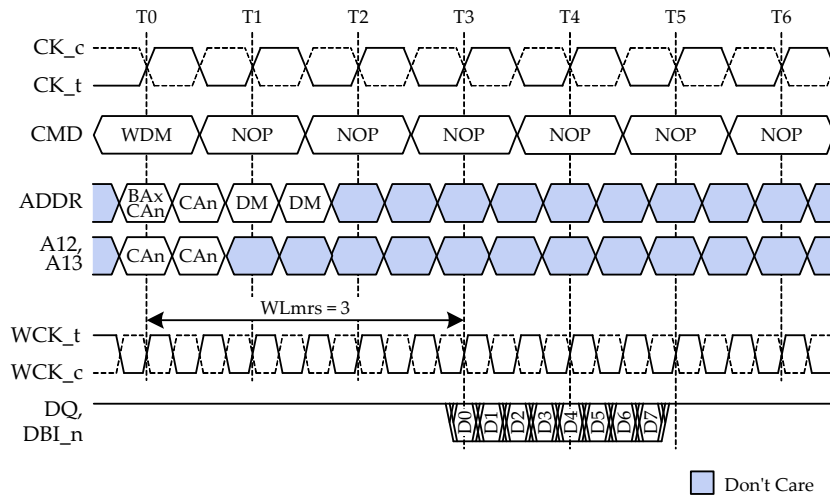 T0 T1 T2 T3 T4 T5 T6
CK_c
CK_t
CMD WDM NOP NOP NOP NOP NOP NOP
ADDR BAx CAn CAn DM DM
A12, A13 CAn CAn
WLmrs = 3
WCK_t
WCK_c
DQ, DBI_n D0 D1 D2 D3 D4 D5 D6 D7
Don't Care